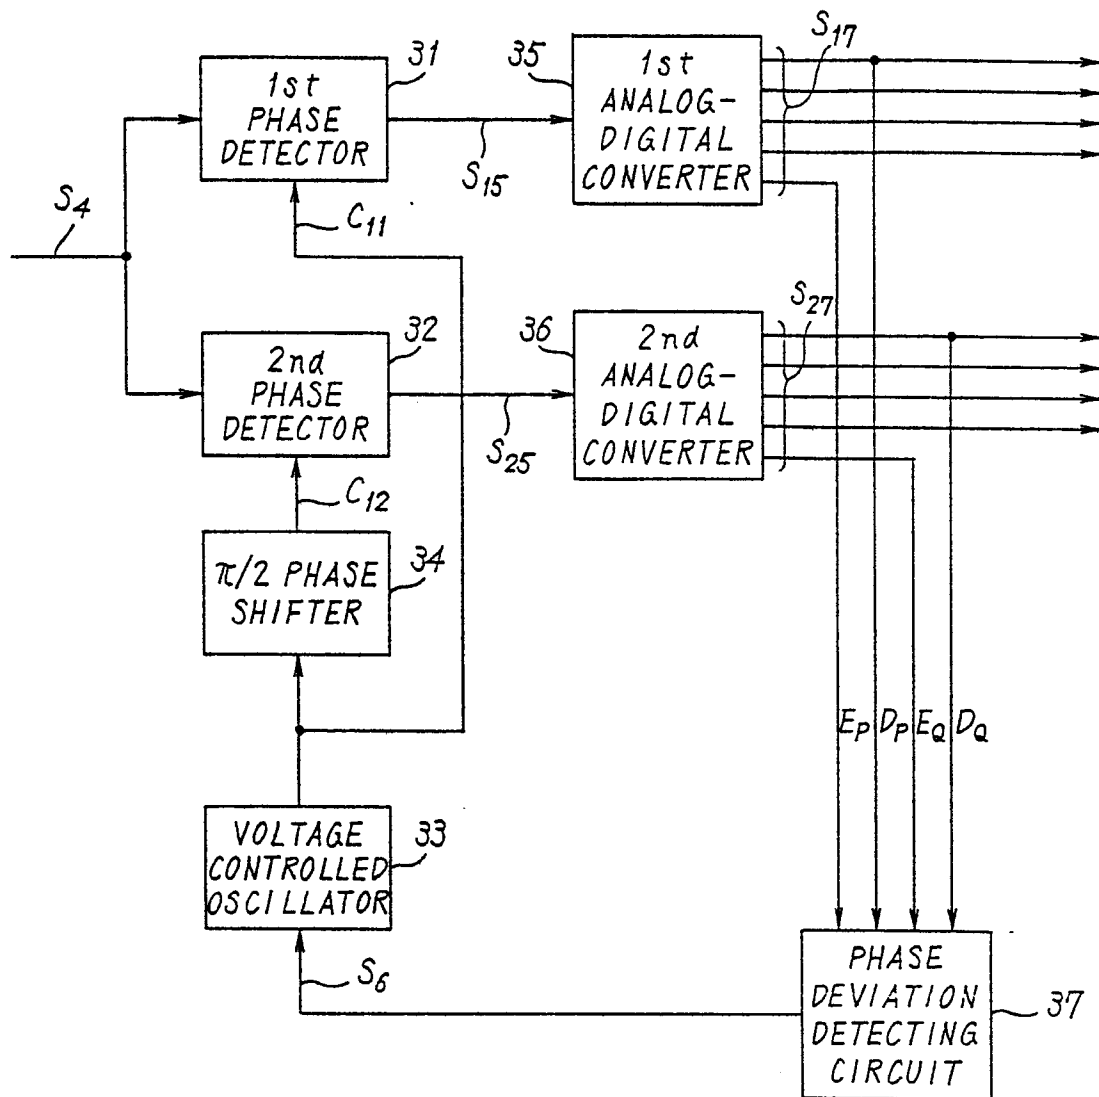 S17
31
35
1st
PHASE
DETECTOR
1st
ANALOG-
DIGITAL
CONVERTER
S15
S4
C11
S27
32
36
2nd
PHASE
DETECTOR
2nd
ANALOG-
DIGITAL
CONVERTER
S25
C12
34
π/2 PHASE
SHIFTER
EP DP EQ DQ
33
VOLTAGE
CONTROLLED
OSCILLATOR
S6
PHASE
DEVIATION
DETECTING
CIRCUIT
37